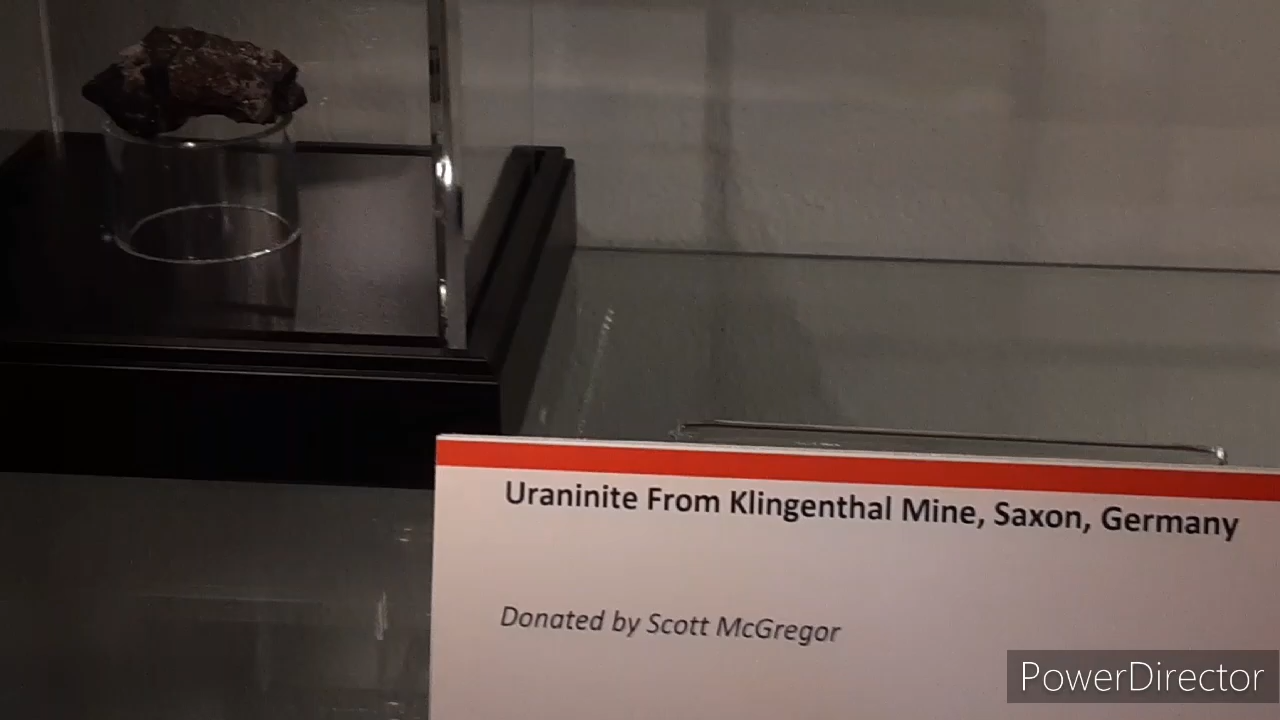 Uraninite From Klingenthal Mine, Saxon, Germany
Donated by Scott McGregor
PowerDirector